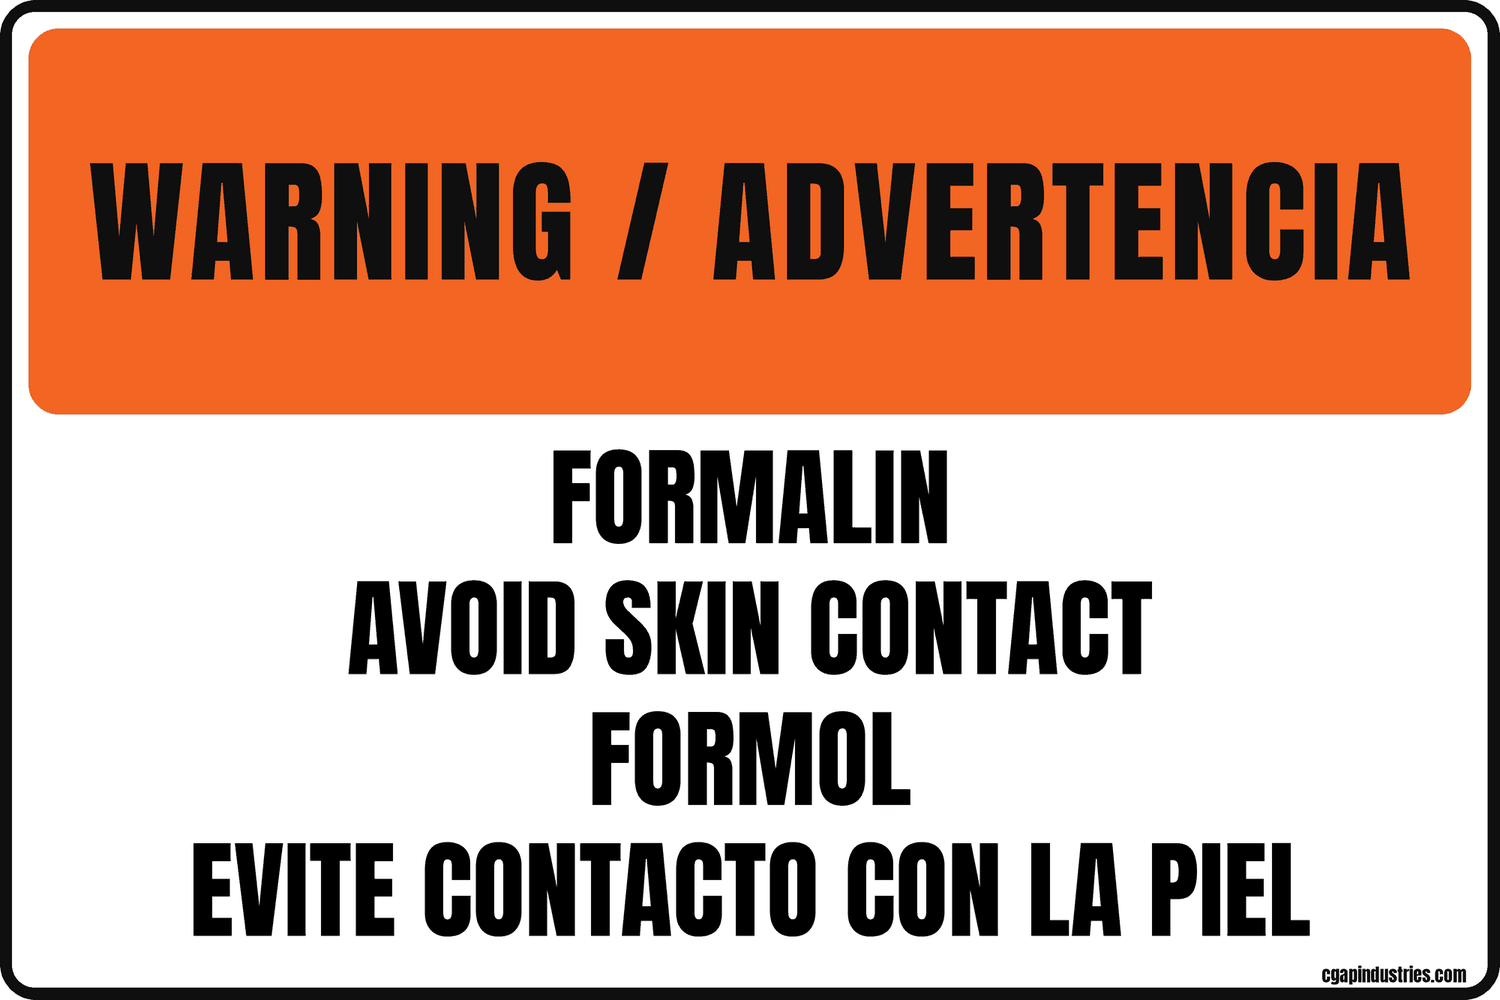 WARNING / ADVERTENCIA
FORMALIN
AVOID SKIN CONTACT
FORMOL
EVITE CONTACTO CON LA PIEL
cgapindustries.com